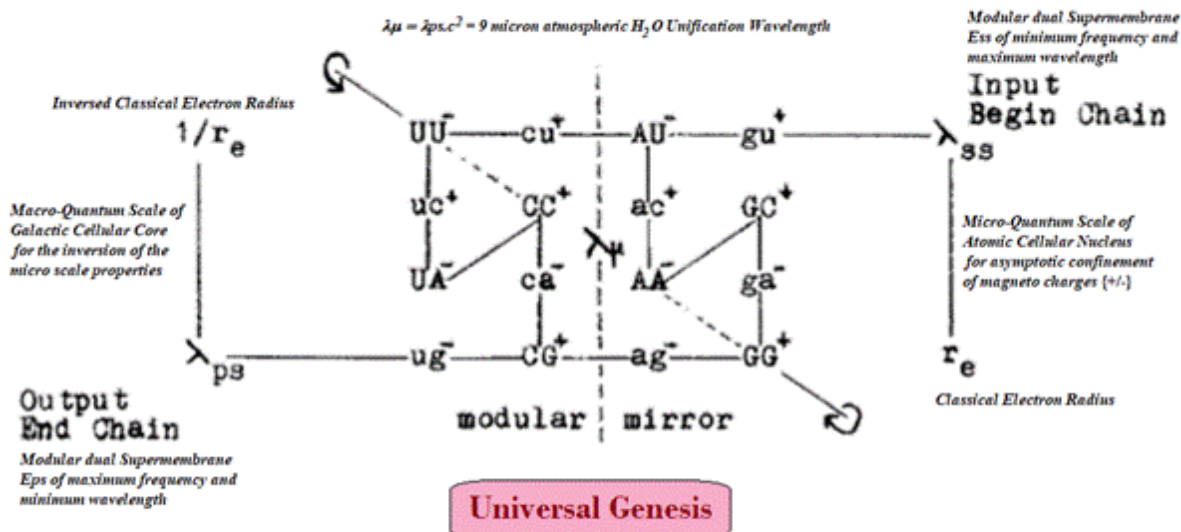 λμ = λps.c² = 9 micron atmospheric H₂O Unification Wavelength
Modular dual Supermembrane
Ess of minimum frequency and
maximum wavelength
Input
Begin Chain
Inversed Classical Electron Radius
1/rₑ
UU⁻ cu⁺ AU⁻ gu⁺ λss
Macro-Quantum Scale of
Galactic Cellular Core
for the inversion of the
micro scale properties
uc⁺ CC⁺ ac⁺ GC⁺
λμ
UA⁻ ca⁻ AA⁻ ga⁻
Micro-Quantum Scale of
Atomic Cellular Nucleus
for asymptotic confinement
of magneto charges {+/-}
λps ug⁻ CG⁺ ag⁻ GG⁺ rₑ
Output
End Chain
modular mirror
Classical Electron Radius
Modular dual Supermembrane
Eps of maximum frequency and
minimum wavelength
Universal Genesis